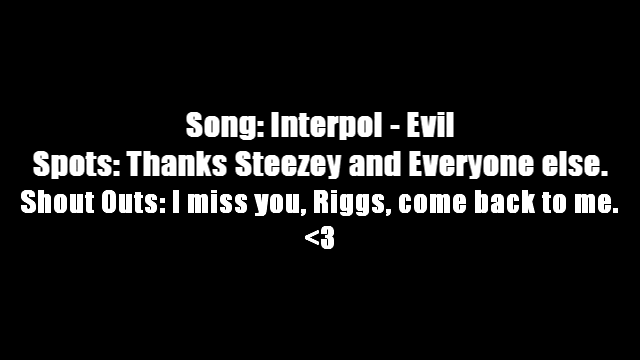 Song: Interpol - Evil
Spots: Thanks Steezey and Everyone else.
Shout Outs: I miss you, Riggs, come back to me.
<3